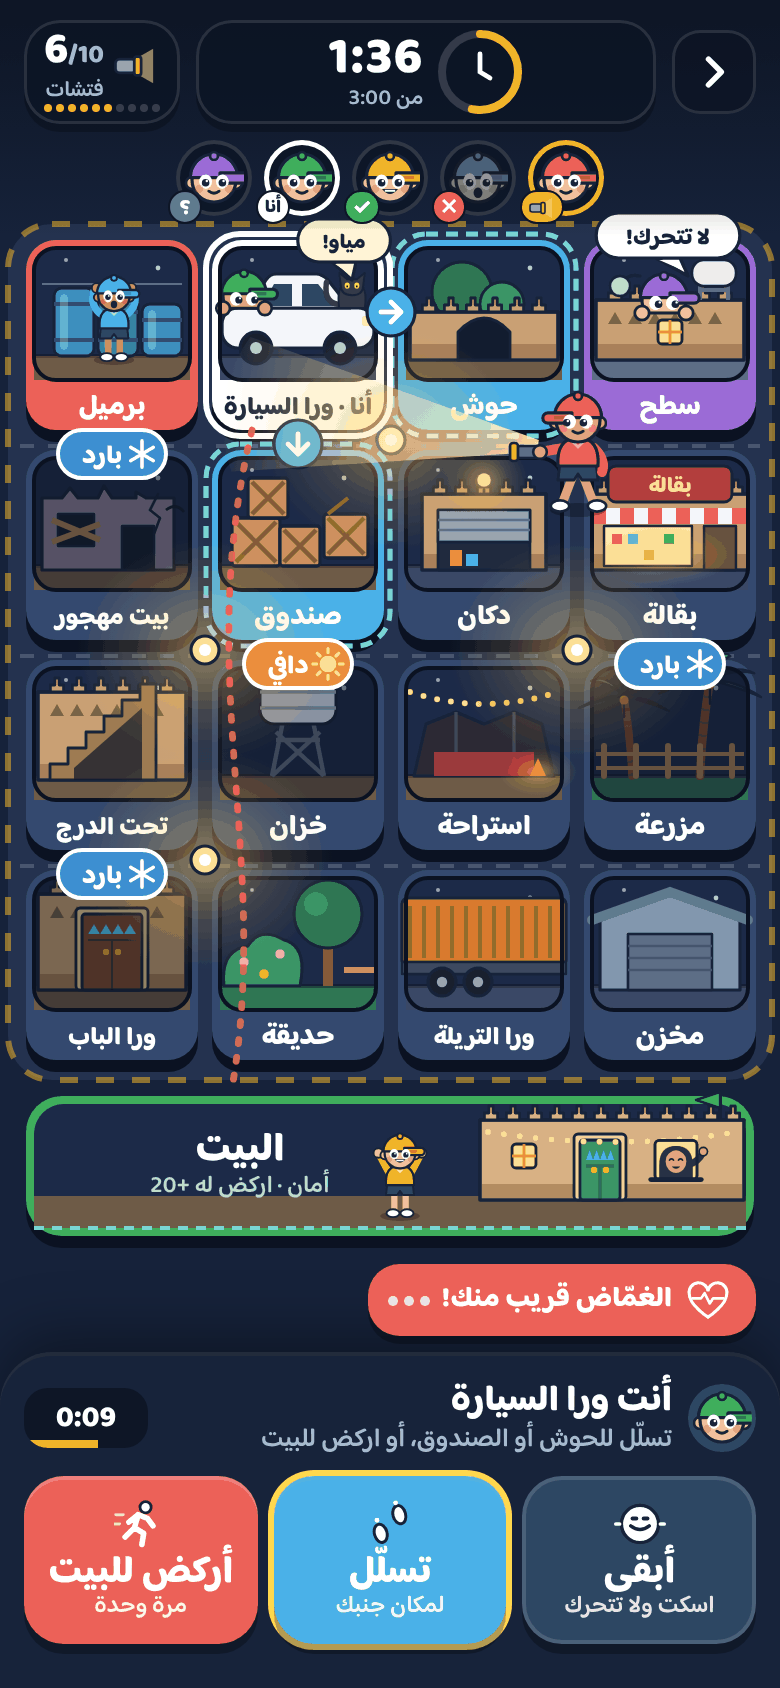 6/10
فتشات
1:36
من 3:00
؟
أنا
مياو!
لا تتحرك!
برميل
أنا · ورا السيارة
حوش
سطح
بارد
بقالة
بيت مهجور
صندوق
دكان
بقالة
دافي
بارد
تحت الدرج
خزان
استراحة
مزرعة
بارد
ورا الباب
حديقة
ورا التريلة
مخزن
البيت
أمان · اركض له +20
الغمّاض قريب منك!
أنت ورا السيارة
0:09
تسلّل للحوش أو الصندوق، أو اركض للبيت
أبقى
اسكت ولا تتحرك
تسلّل
لمكان جنبك
أركض للبيت
مرة وحدة